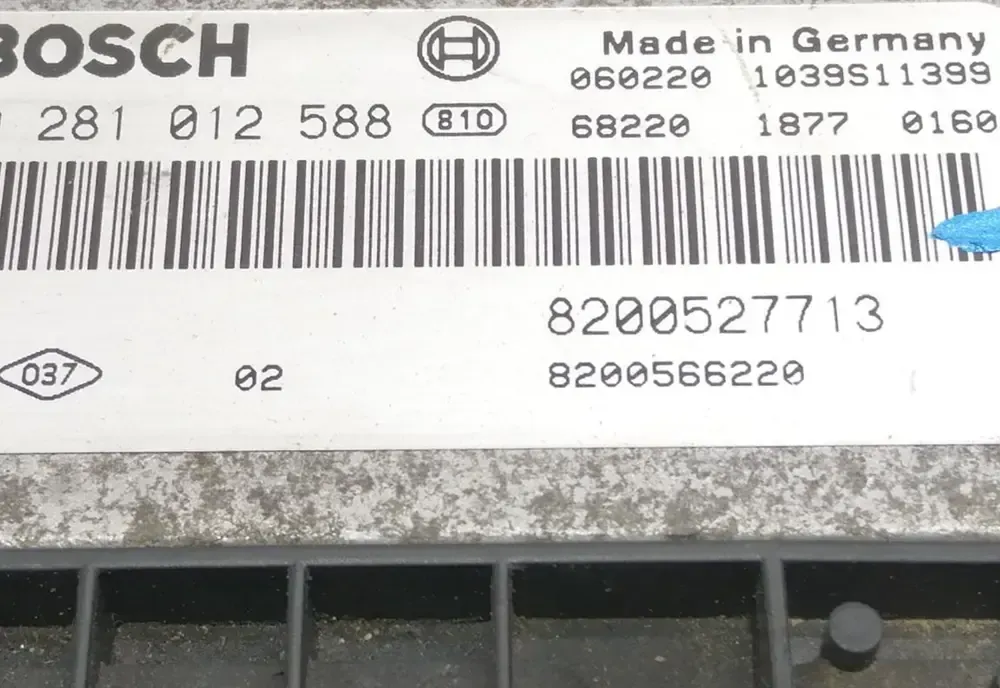 BOSCH
Made in Germany
060220 1039S11399
281 012 588 810 68220 1877 0160
8200527713
037 02 8200566220